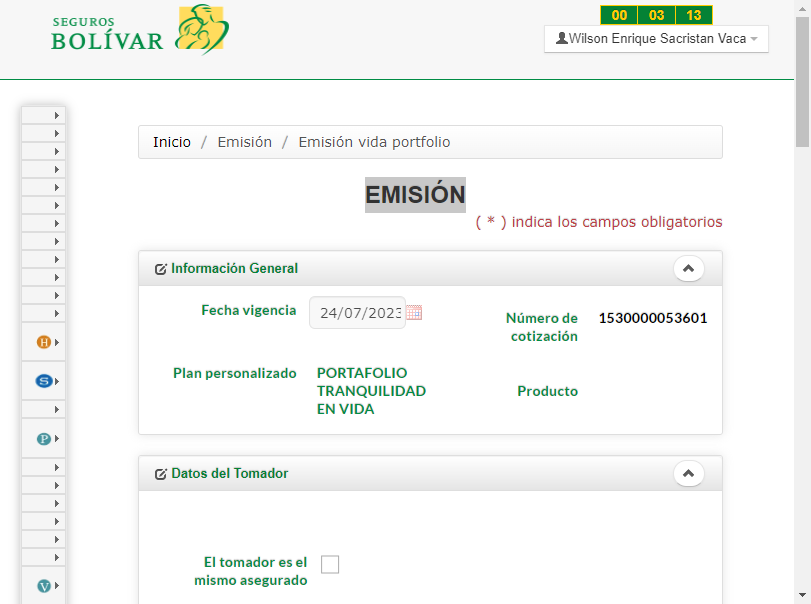 SEGUROS
BOLÍVAR
00 03 13
Wilson Enrique Sacristan Vaca
Inicio / Emisión / Emisión vida portfolio
EMISIÓN
( * ) indica los campos obligatorios
Información General
Fecha vigencia
24/07/2023
Número de
cotización
1530000053601
Plan personalizado
PORTAFOLIO
TRANQUILIDAD
EN VIDA
Producto
H
S
P
V
Datos del Tomador
El tomador es el
mismo asegurado